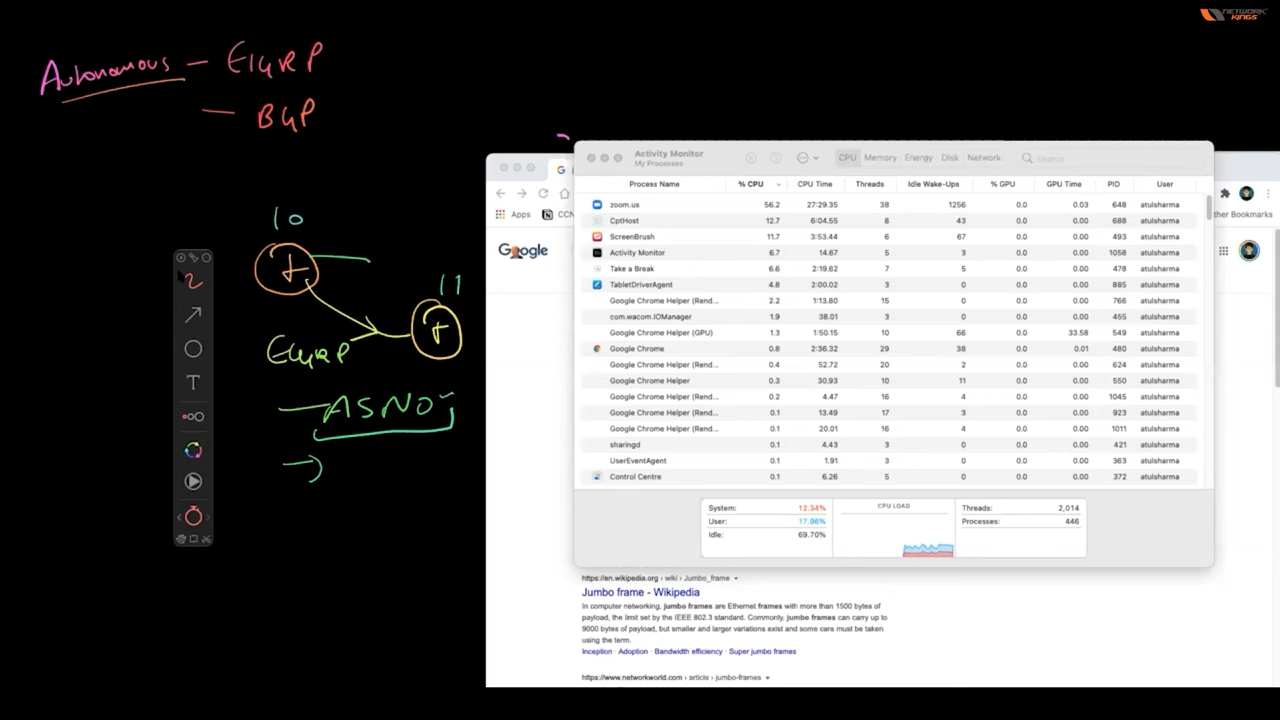 NETWORK
KINGS
Autonomous - EIGRP
- BGP
10
11
EIGRP
- ASNO
T
Apps
Google
Activity Monitor
My Processes
CPU Memory Energy Disk Network
Search
Other Bookmarks
Process Name % CPU CPU Time Threads Idle Wake-Ups % GPU GPU Time PID User
zoom.us 56.2 27:29.35 38 1256 0.0 0.03 648 atulsharma
CptHost 12.7 6:04.55 8 43 0.0 0.00 688 atulsharma
ScreenBrush 11.7 3:53.44 6 67 0.0 0.00 493 atulsharma
Activity Monitor 6.7 14.67 5 3 0.0 0.00 1058 atulsharma
Take a Break 6.6 2:19.62 7 5 0.0 0.00 478 atulsharma
TabletDriverAgent 4.8 2:00.02 3 3 0.0 0.00 885 atulsharma
Google Chrome Helper (Rend... 2.2 1:13.80 15 0 0.0 0.00 766 atulsharma
com.wacom.IOManager 1.9 38.01 3 0 0.0 0.00 455 atulsharma
Google Chrome Helper (GPU) 1.3 1:50.15 10 66 0.0 33.58 549 atulsharma
Google Chrome 0.8 2:36.32 29 38 0.0 0.01 480 atulsharma
Google Chrome Helper (Rend... 0.4 52.72 20 2 0.0 0.00 624 atulsharma
Google Chrome Helper 0.3 30.93 10 11 0.0 0.00 550 atulsharma
Google Chrome Helper (Rend... 0.2 4.47 16 4 0.0 0.00 1045 atulsharma
Google Chrome Helper (Rend... 0.1 13.49 17 3 0.0 0.00 923 atulsharma
Google Chrome Helper (Rend... 0.1 20.01 16 4 0.0 0.00 1011 atulsharma
sharingd 0.1 4.43 3 0 0.0 0.00 421 atulsharma
UserEventAgent 0.1 1.91 3 0 0.0 0.00 363 atulsharma
Control Centre 0.1 6.26 5 0 0.0 0.00 372 atulsharma
System: 12.34% CPU LOAD Threads: 2,014
User: 17.96% Processes: 446
Idle: 69.70%
https://en.wikipedia.org › wiki › Jumbo_frame
Jumbo frame - Wikipedia
In computer networking, jumbo frames are Ethernet frames with more than 1500 bytes of
payload, the limit set by the IEEE 802.3 standard. Commonly, jumbo frames can carry up to
9000 bytes of payload, but smaller and larger variations exist and some care must be taken
using the term.
Inception · Adoption · Bandwidth efficiency · Super jumbo frames
https://www.networkworld.com › article › jumbo-frames